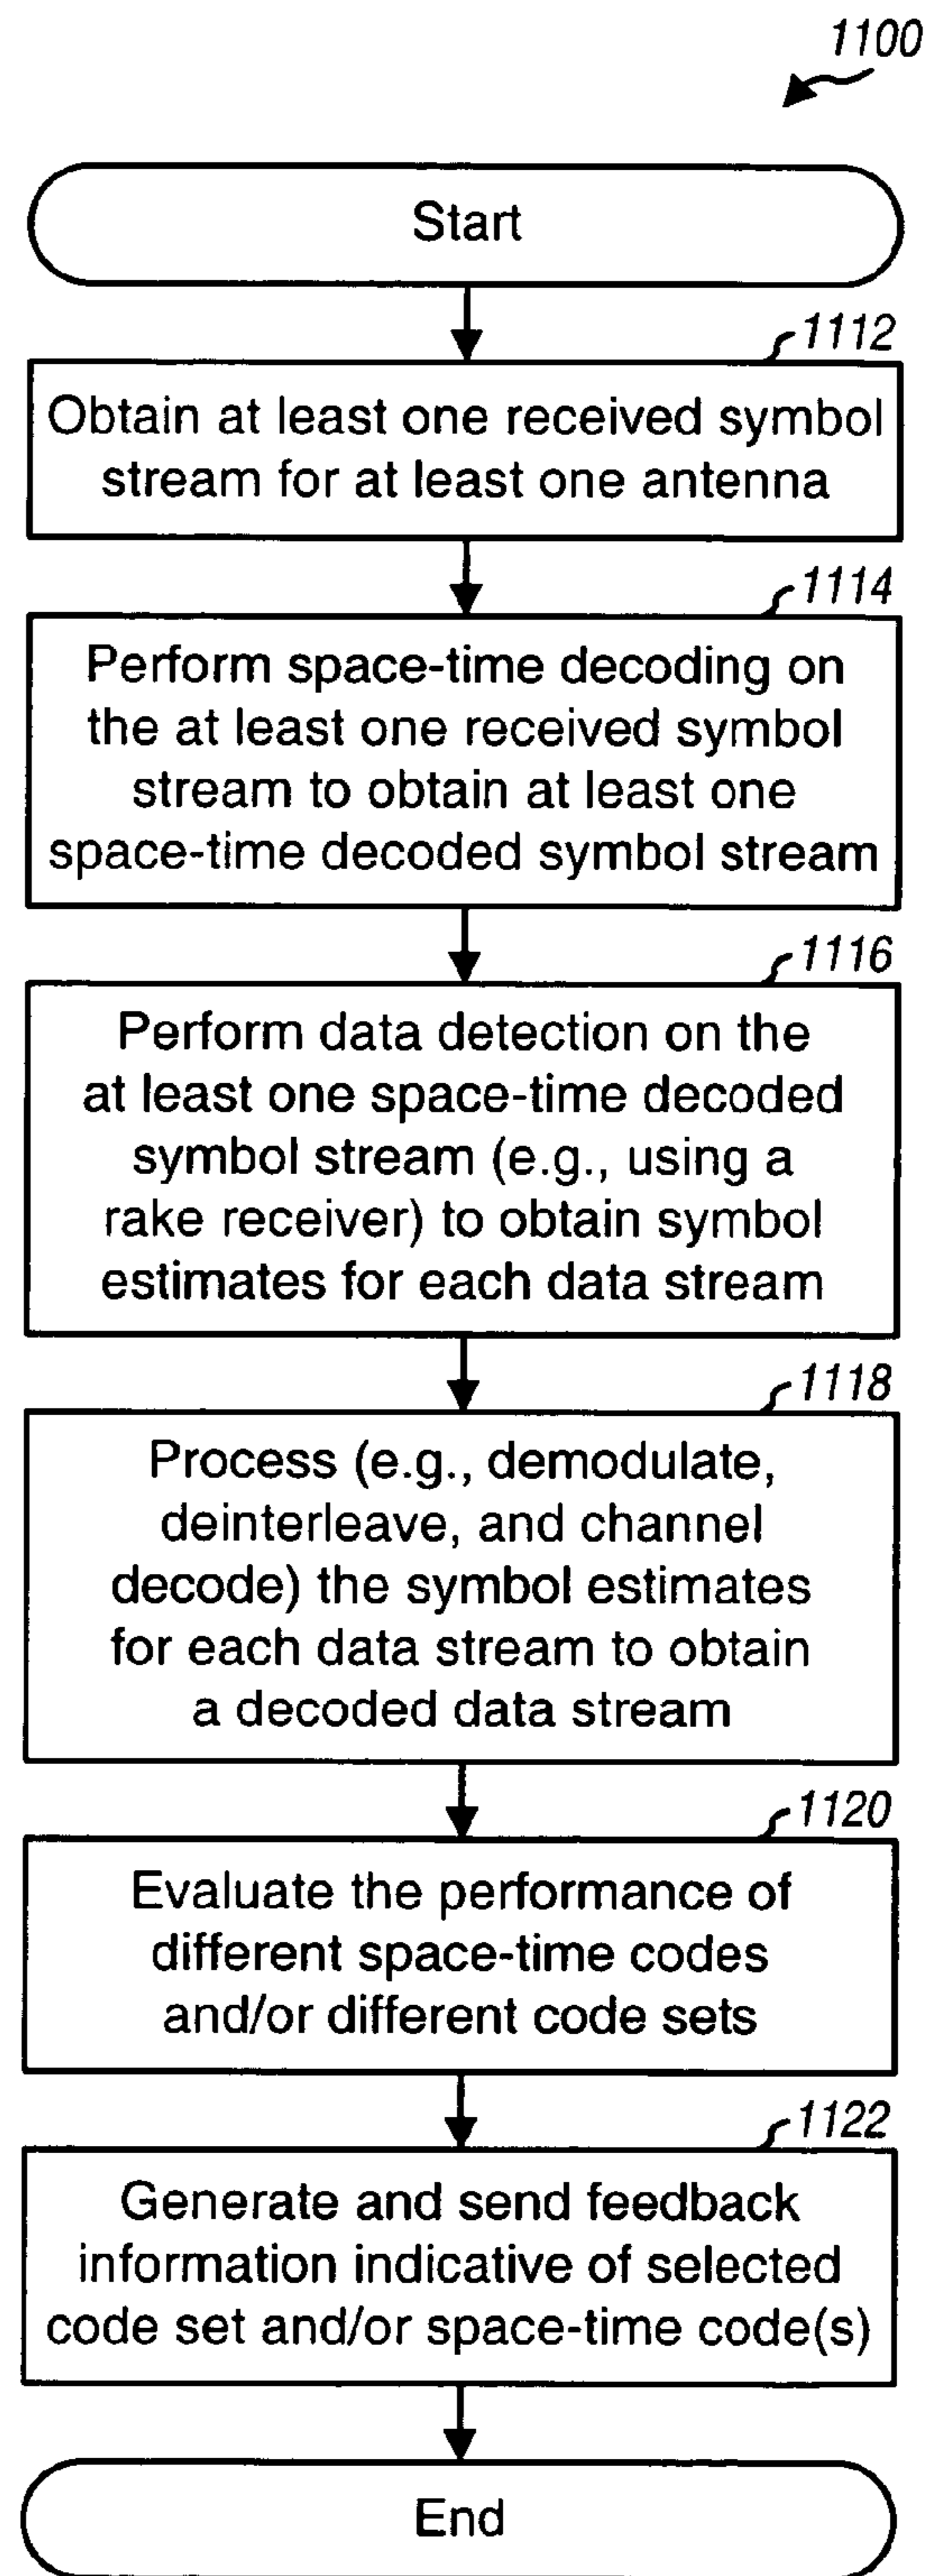 1100
Start
1112
Obtain at least one received symbol
stream for at least one antenna
1114
Perform space-time decoding on
the at least one received symbol
stream to obtain at least one
space-time decoded symbol stream
1116
Perform data detection on the
at least one space-time decoded
symbol stream (e.g., using a
rake receiver) to obtain symbol
estimates for each data stream
1118
Process (e.g., demodulate,
deinterleave, and channel
decode) the symbol estimates
for each data stream to obtain
a decoded data stream
1120
Evaluate the performance of
different space-time codes
and/or different code sets
1122
Generate and send feedback
information indicative of selected
code set and/or space-time code(s)
End